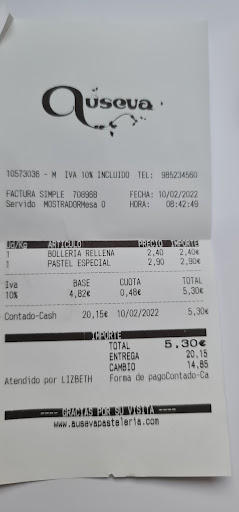 Auseva
10573036 - M IVA 10% INCLUIDO TEL: 985234560
FACTURA SIMPLE 708968 FECHA: 10/02/2022
Servido MOSTRADORMesa 0 HORA: 08:42:49
Ud/Kg ARTICULO PRECIO IMPORTE
1 BOLLERIA RELLENA 2,40 2,40€
1 PASTEL ESPECIAL 2,90 2,90€
Iva BASE CUOTA TOTAL
10% 4,82€ 0,48€ 5,30€
Contado-Cash 20,15€ 10/02/2022 5,30€
IMPORTE
TOTAL 5,30€
ENTREGA 20,15
CAMBIO 14,85
Atendido por LIZBETH Forma de pagoContado-Ca
---- GRACIAS POR SU VISITA ----
www.ausevapasteleria.com